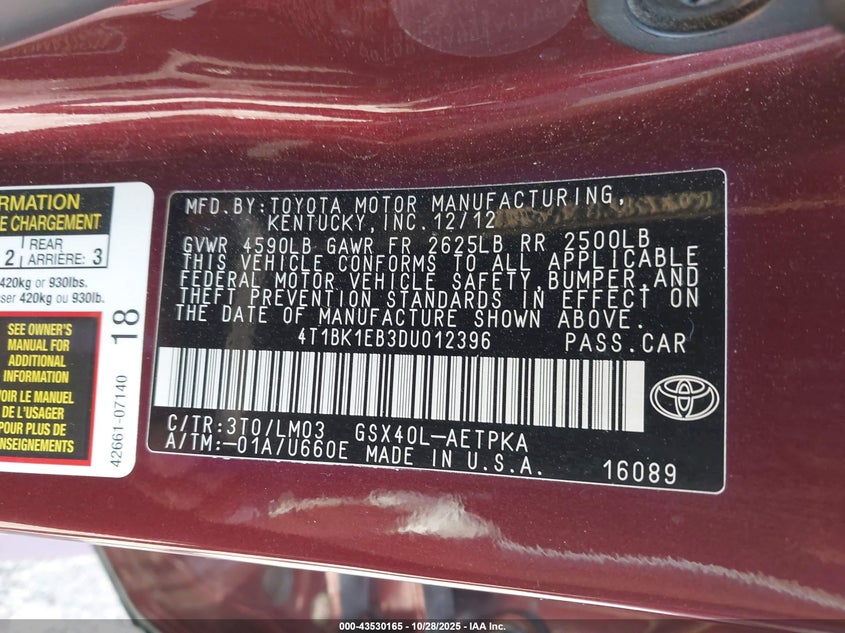 RMATION
E CHARGEMENT
2 REAR ARRIÈRE: 3
420kg or 930lbs.
ser 420kg ou 930lb.
SEE OWNER'S
MANUAL FOR
ADDITIONAL
INFORMATION
VOIR LE MANUEL
DE L'USAGER
POUR PLUS DE
NSEIGNEMENTS
42661-07140 18
MFD.BY:TOYOTA MOTOR MANUFACTURING,
KENTUCKY, INC. 12/12
GVWR 4590LB GAWR FR 2625LB RR 2500LB
THIS VEHICLE CONFORMS TO ALL APPLICABLE
FEDERAL MOTOR VEHICLE SAFETY, BUMPER, AND
THEFT PREVENTION STANDARDS IN EFFECT ON
THE DATE OF MANUFACTURE SHOWN ABOVE.
4T1BK1EB3DU012396 PASS.CAR
C/TR:3T0/LM03 GSX40L-AETPKA
A/TM:-01A/U660E MADE IN U.S.A. 16089
000-43530165 | 10/28/2025 - IAA, Inc.